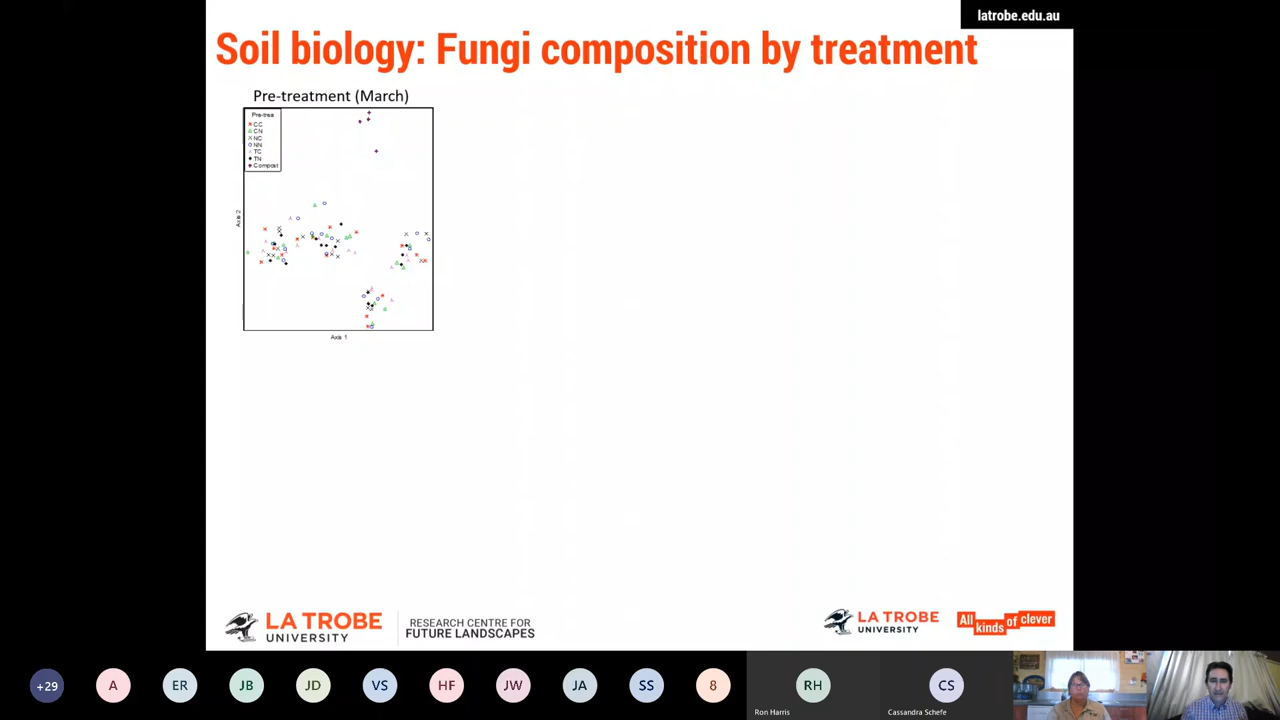 latrobe.edu.au
Soil biology: Fungi composition by treatment
Pre-treatment (March)
Pre-trea
CC
CN
NC
NN
TC
TN
Compost
Axis 2
Axis 1
LA TROBE
UNIVERSITY
RESEARCH CENTRE FOR
FUTURE LANDSCAPES
LA TROBE
UNIVERSITY
All kinds of clever
+29
A
ER
JB
JD
VS
HF
JW
JA
SS
8
RH
Ron Harris
CS
Cassandra Schefe